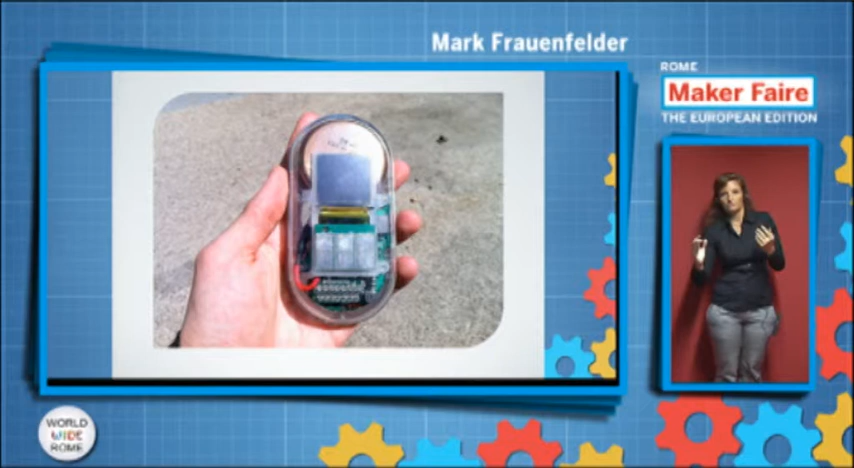 Mark Frauenfelder
ROME
Maker Faire
THE EUROPEAN EDITION
WORLD
WIDE
ROME